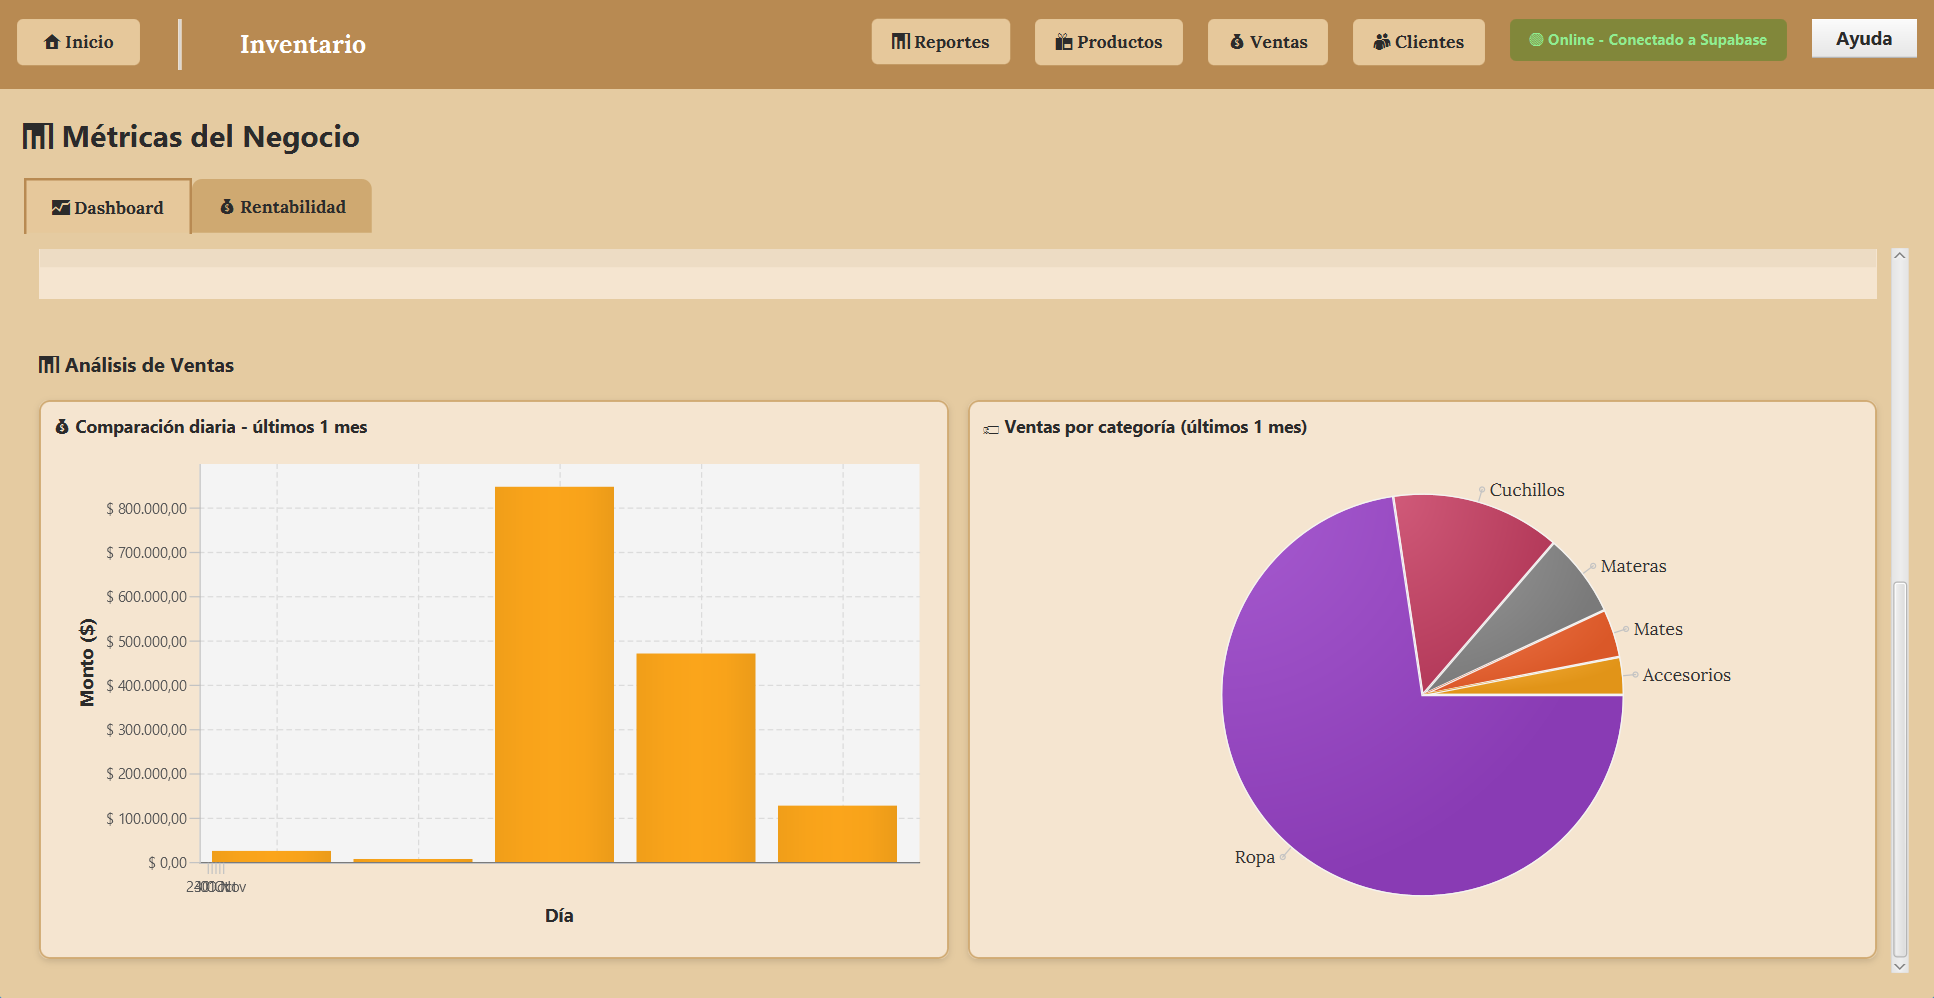 Inicio
Inventario
Reportes
Productos
Ventas
Clientes
Online - Conectado a Supabase
Ayuda
Métricas del Negocio
Dashboard
Rentabilidad
Análisis de Ventas
Comparación diaria - últimos 1 mes
$ 800.000,00
$ 700.000,00
$ 600.000,00
$ 500.000,00
$ 400.000,00
$ 300.000,00
$ 200.000,00
$ 100.000,00
$ 0,00
Monto ($)
Día
Ventas por categoría (últimos 1 mes)
Cuchillos
Materas
Mates
Accesorios
Ropa